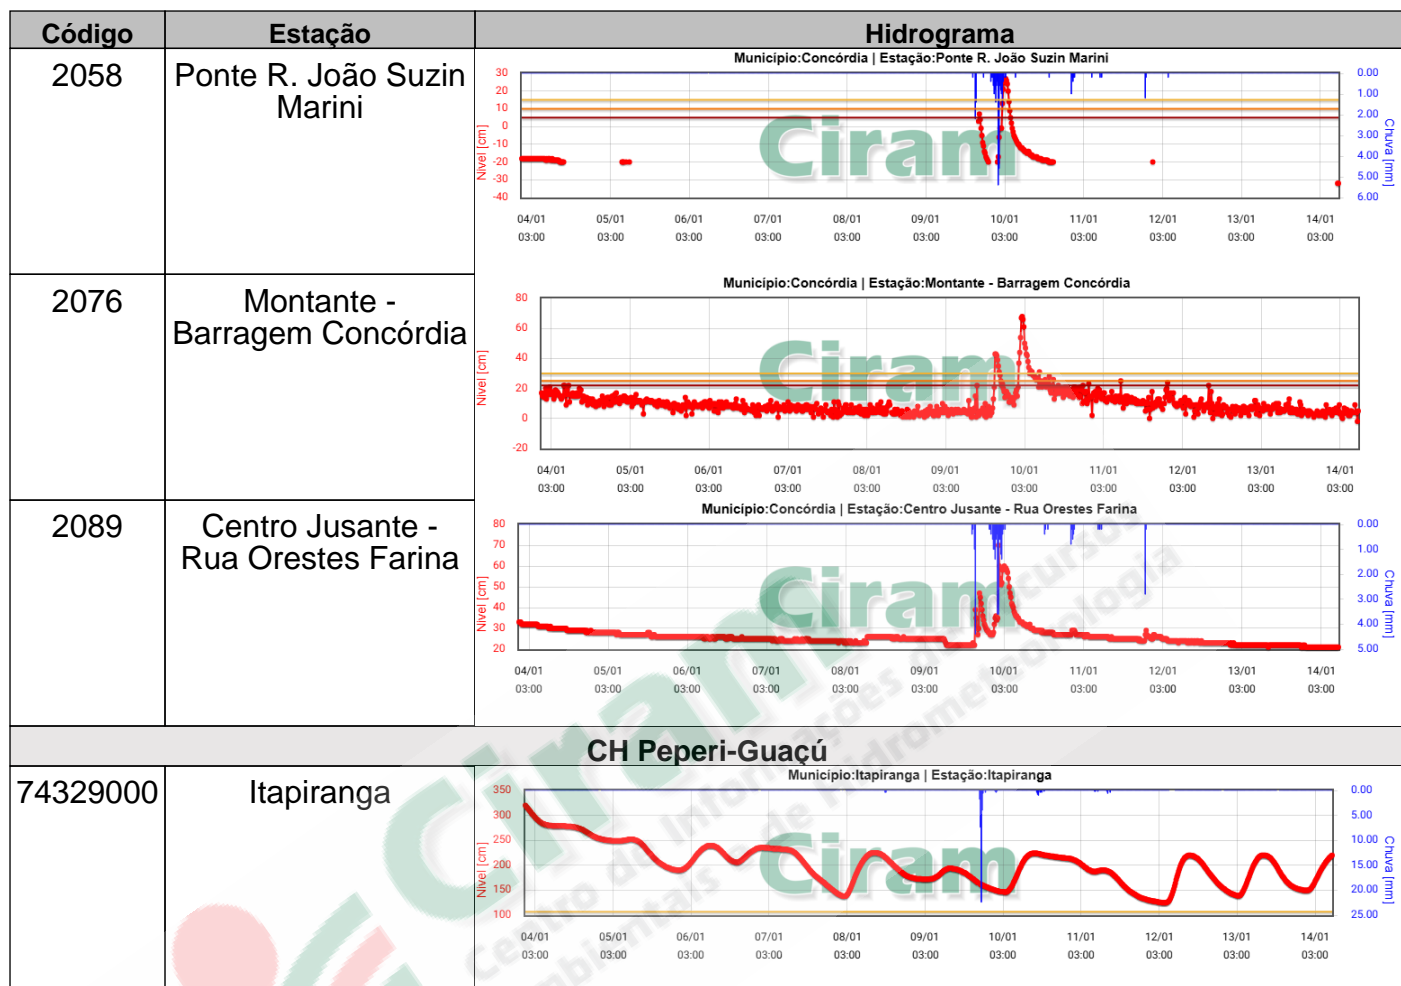 Código Estação Hidrograma
2058 Ponte R. João Suzin
Marini
Município:Concórdia | Estação:Ponte R. João Suzin Marini
30
20
10
0
-10
-20
-30
-40
Nível [cm]
0.00
1.00
2.00
3.00
4.00
5.00
6.00
Chuva [mm]
04/01 05/01 06/01 07/01 08/01 09/01 10/01 11/01 12/01 13/01 14/01
03:00 03:00 03:00 03:00 03:00 03:00 03:00 03:00 03:00 03:00 03:00
Ciram
2076 Montante -
Barragem Concórdia
Município:Concórdia | Estação:Montante - Barragem Concórdia
80
60
40
20
0
-20
Nível [cm]
04/01 05/01 06/01 07/01 08/01 09/01 10/01 11/01 12/01 13/01 14/01
03:00 03:00 03:00 03:00 03:00 03:00 03:00 03:00 03:00 03:00 03:00
Ciram
2089 Centro Jusante -
Rua Orestes Farina
Município:Concórdia | Estação:Centro Jusante - Rua Orestes Farina
80
70
60
50
40
30
20
Nível [cm]
0.00
1.00
2.00
3.00
4.00
5.00
Chuva [mm]
04/01 05/01 06/01 07/01 08/01 09/01 10/01 11/01 12/01 13/01 14/01
03:00 03:00 03:00 03:00 03:00 03:00 03:00 03:00 03:00 03:00 03:00
Ciram
CH Peperi-Guaçú
74329000 Itapiranga
Município:Itapiranga | Estação:Itapiranga
350
300
250
200
150
100
Nível [cm]
0.00
5.00
10.00
15.00
20.00
25.00
Chuva [mm]
04/01 05/01 06/01 07/01 08/01 09/01 10/01 11/01 12/01 13/01 14/01
03:00 03:00 03:00 03:00 03:00 03:00 03:00 03:00 03:00 03:00 03:00
Ciram
Ciram
Centro de Informações de Recursos
Ambientais e de Hidrometeorologia